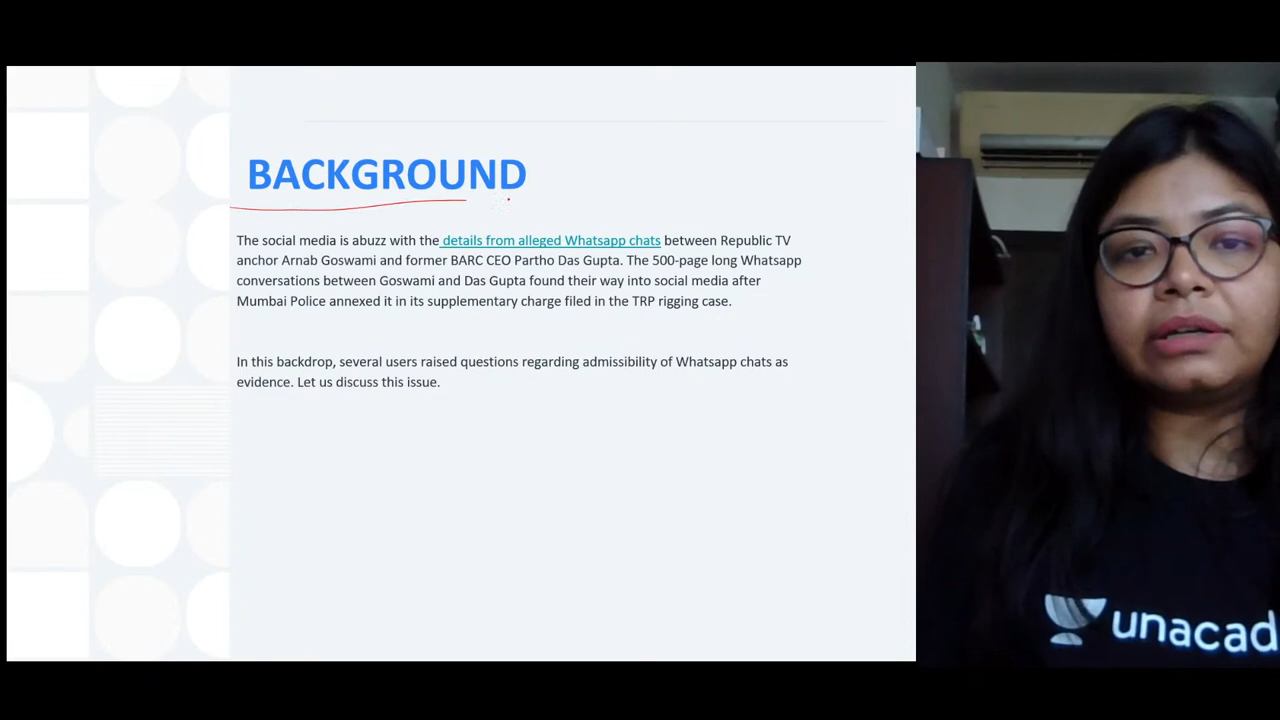 BACKGROUND
The social media is abuzz with the details from alleged Whatsapp chats between Republic TV
anchor Arnab Goswami and former BARC CEO Partho Das Gupta. The 500-page long Whatsapp
conversations between Goswami and Das Gupta found their way into social media after
Mumbai Police annexed it in its supplementary charge filed in the TRP rigging case.
In this backdrop, several users raised questions regarding admissibility of Whatsapp chats as
evidence. Let us discuss this issue.
unacad